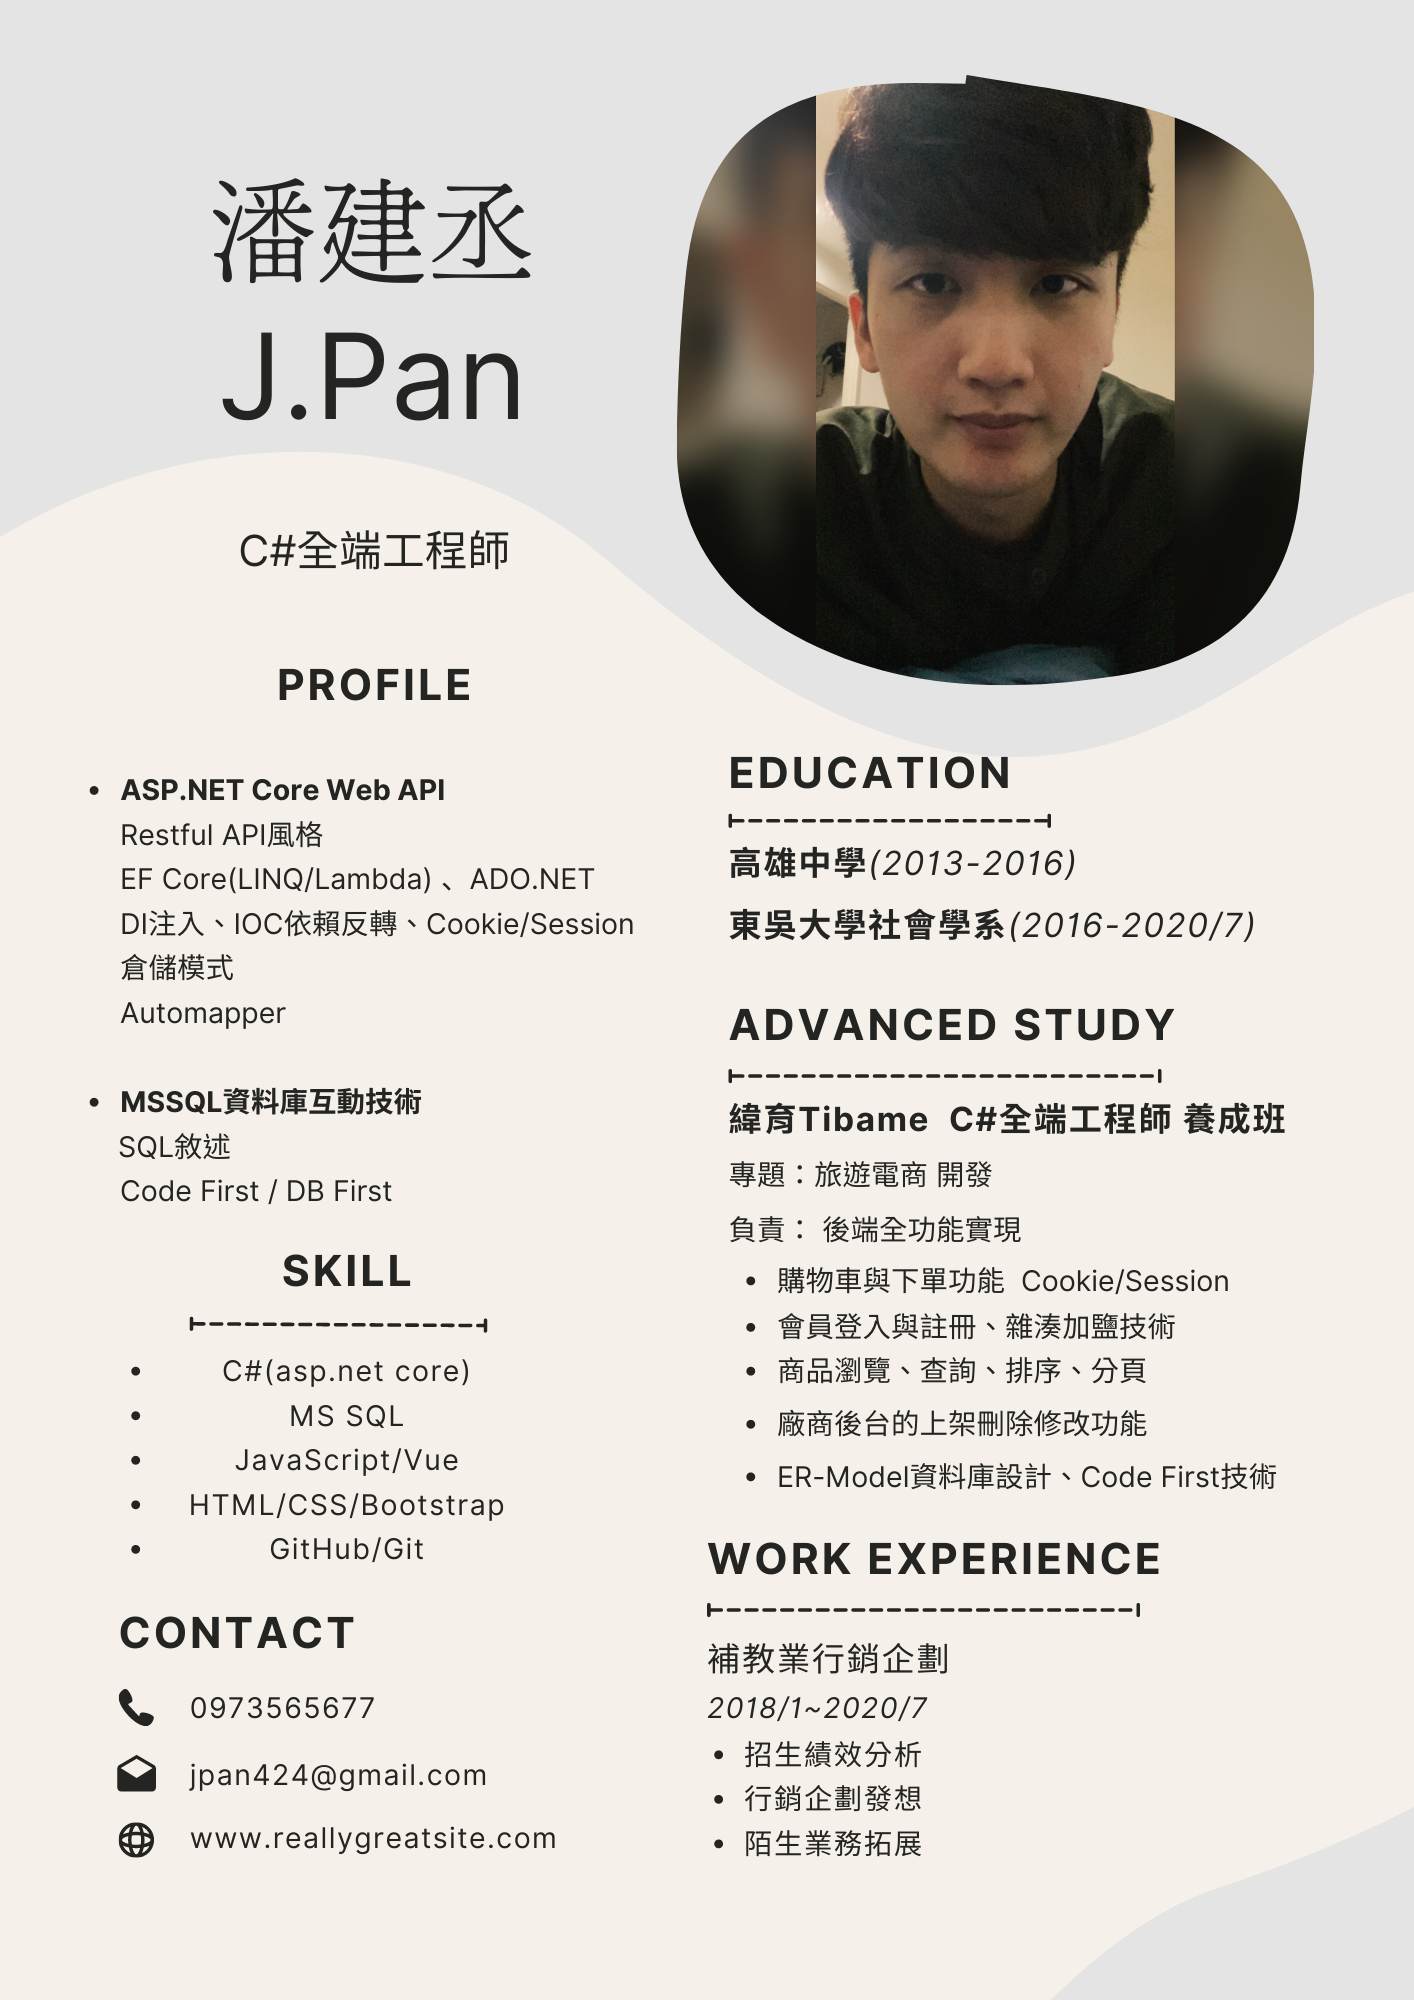 潘建丞
J.Pan
C#全端工程師
PROFILE
• ASP.NET Core Web API
Restful API風格
EF Core(LINQ/Lambda) 、ADO.NET
DI注入、IOC依賴反轉、Cookie/Session
倉儲模式
Automapper
• MSSQL資料庫互動技術
SQL敘述
Code First / DB First
SKILL
• C#(asp.net core)
• MS SQL
• JavaScript/Vue
• HTML/CSS/Bootstrap
• GitHub/Git
CONTACT
0973565677
jpan424@gmail.com
www.reallygreatsite.com
EDUCATION
高雄中學(2013-2016)
東吳大學社會學系(2016-2020/7)
ADVANCED STUDY
緯育Tibame C#全端工程師 養成班
專題：旅遊電商 開發
負責： 後端全功能實現
• 購物車與下單功能 Cookie/Session
• 會員登入與註冊、雜湊加鹽技術
• 商品瀏覽、查詢、排序、分頁
• 廠商後台的上架刪除修改功能
• ER-Model資料庫設計、Code First技術
WORK EXPERIENCE
補教業行銷企劃
2018/1~2020/7
• 招生績效分析
• 行銷企劃發想
• 陌生業務拓展